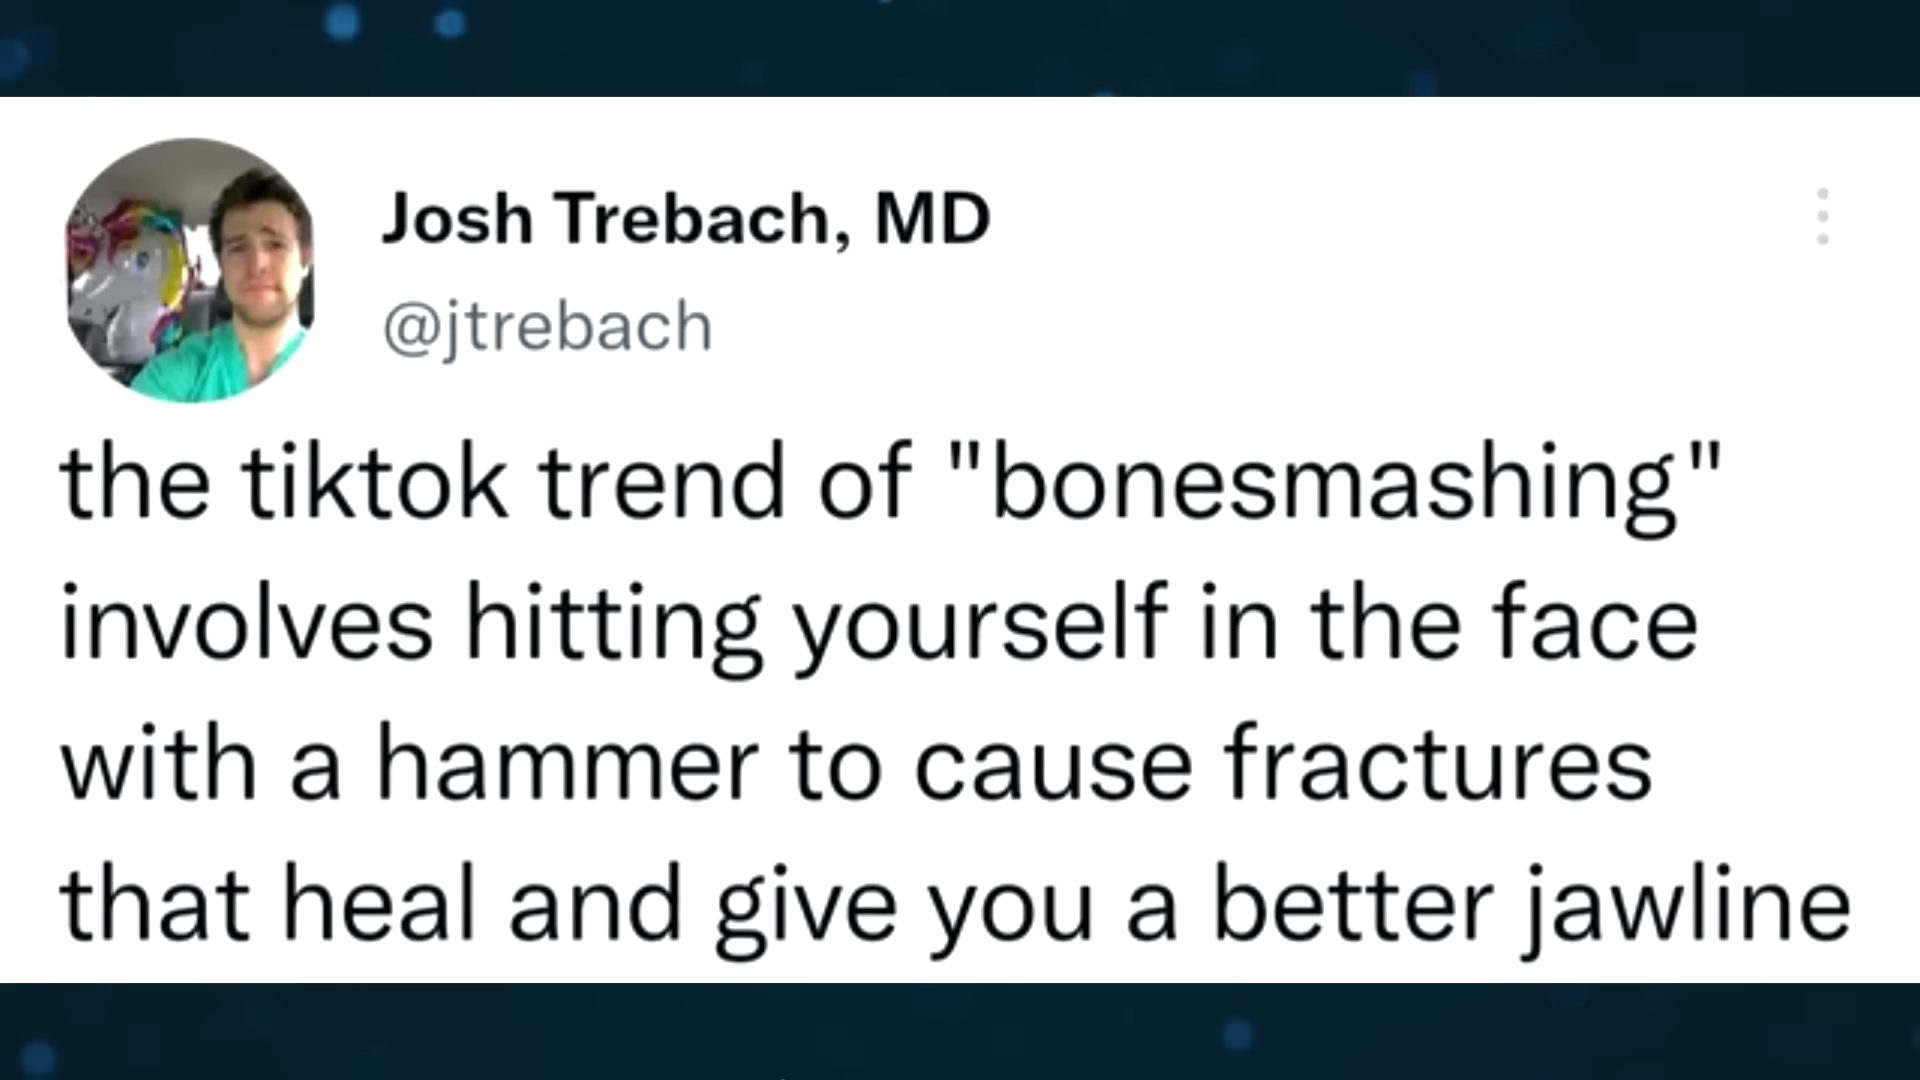 Josh Trebach, MD
@jtrebach
the tiktok trend of "bonesmashing"
involves hitting yourself in the face
with a hammer to cause fractures
that heal and give you a better jawline